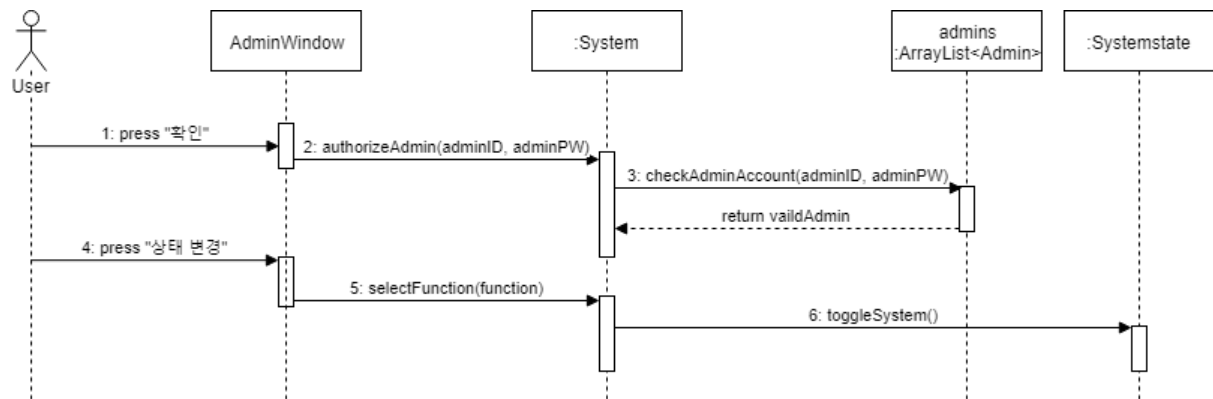 User
AdminWindow
:System
admins
:ArrayList<Admin>
:Systemstate
1: press "확인"
2: authorizeAdmin(adminID, adminPW)
3: checkAdminAccount(adminID, adminPW)
return vaildAdmin
4: press "상태 변경"
5: selectFunction(function)
6: toggleSystem()